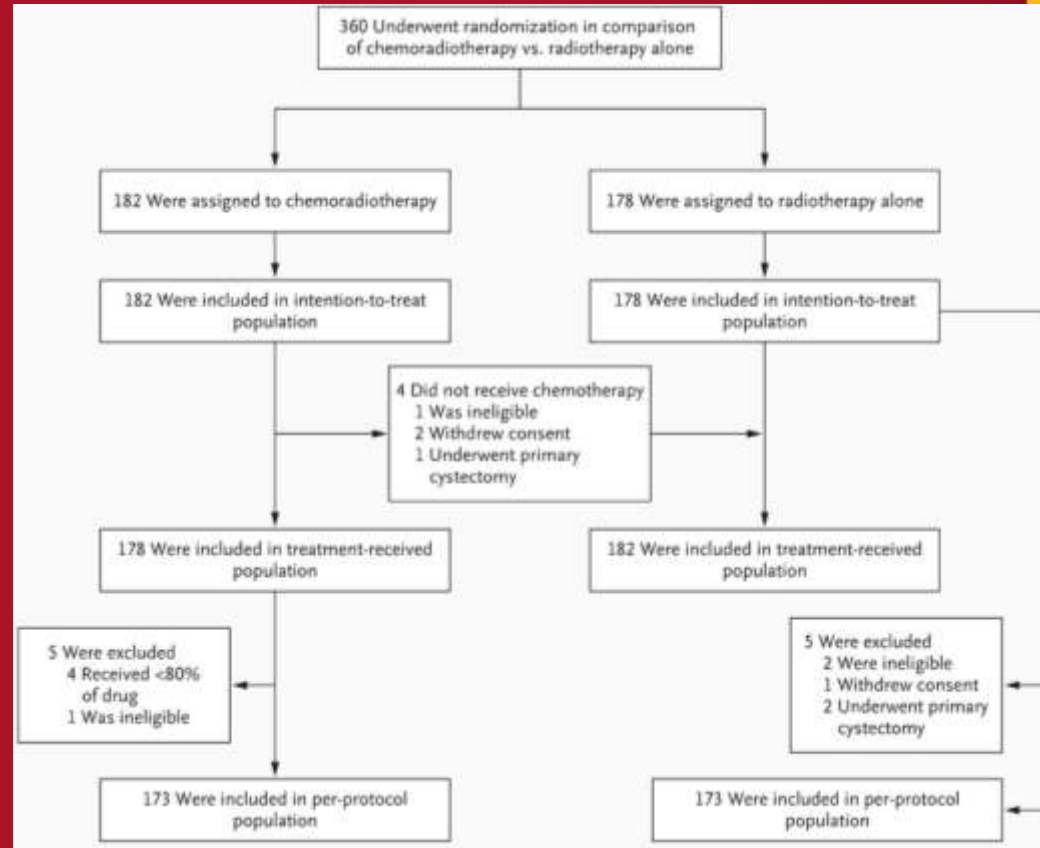 360 Underwent randomization in comparison
of chemoradiotherapy vs. radiotherapy alone
182 Were assigned to chemoradiotherapy
178 Were assigned to radiotherapy alone
182 Were included in intention-to-treat
population
178 Were included in intention-to-treat
population
4 Did not receive chemotherapy
1 Was ineligible
2 Withdrew consent
1 Underwent primary
cystectomy
178 Were included in treatment-received
population
182 Were included in treatment-received
population
5 Were excluded
4 Received <80%
of drug
1 Was ineligible
5 Were excluded
2 Were ineligible
1 Withdrew consent
2 Underwent primary
cystectomy
173 Were included in per-protocol
population
173 Were included in per-protocol
population